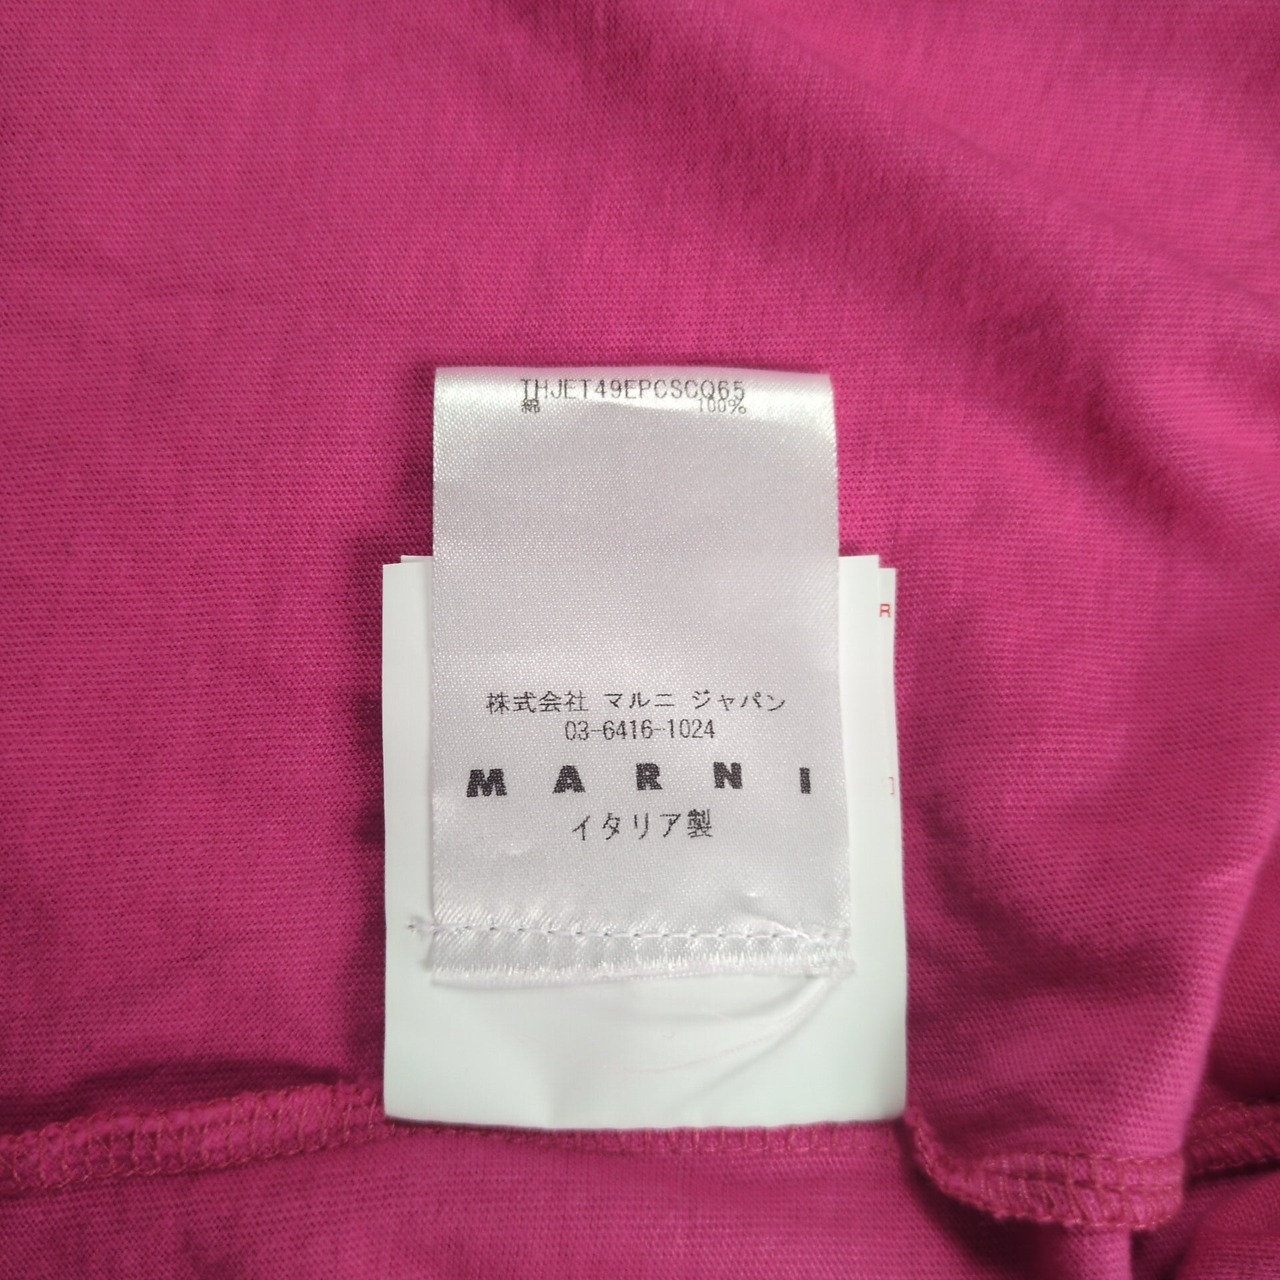 THJET49EPCSCQ65
綿 100%
R
株式会社 マルニ ジャパン
03-6416-1024
MARNI
イタリア製